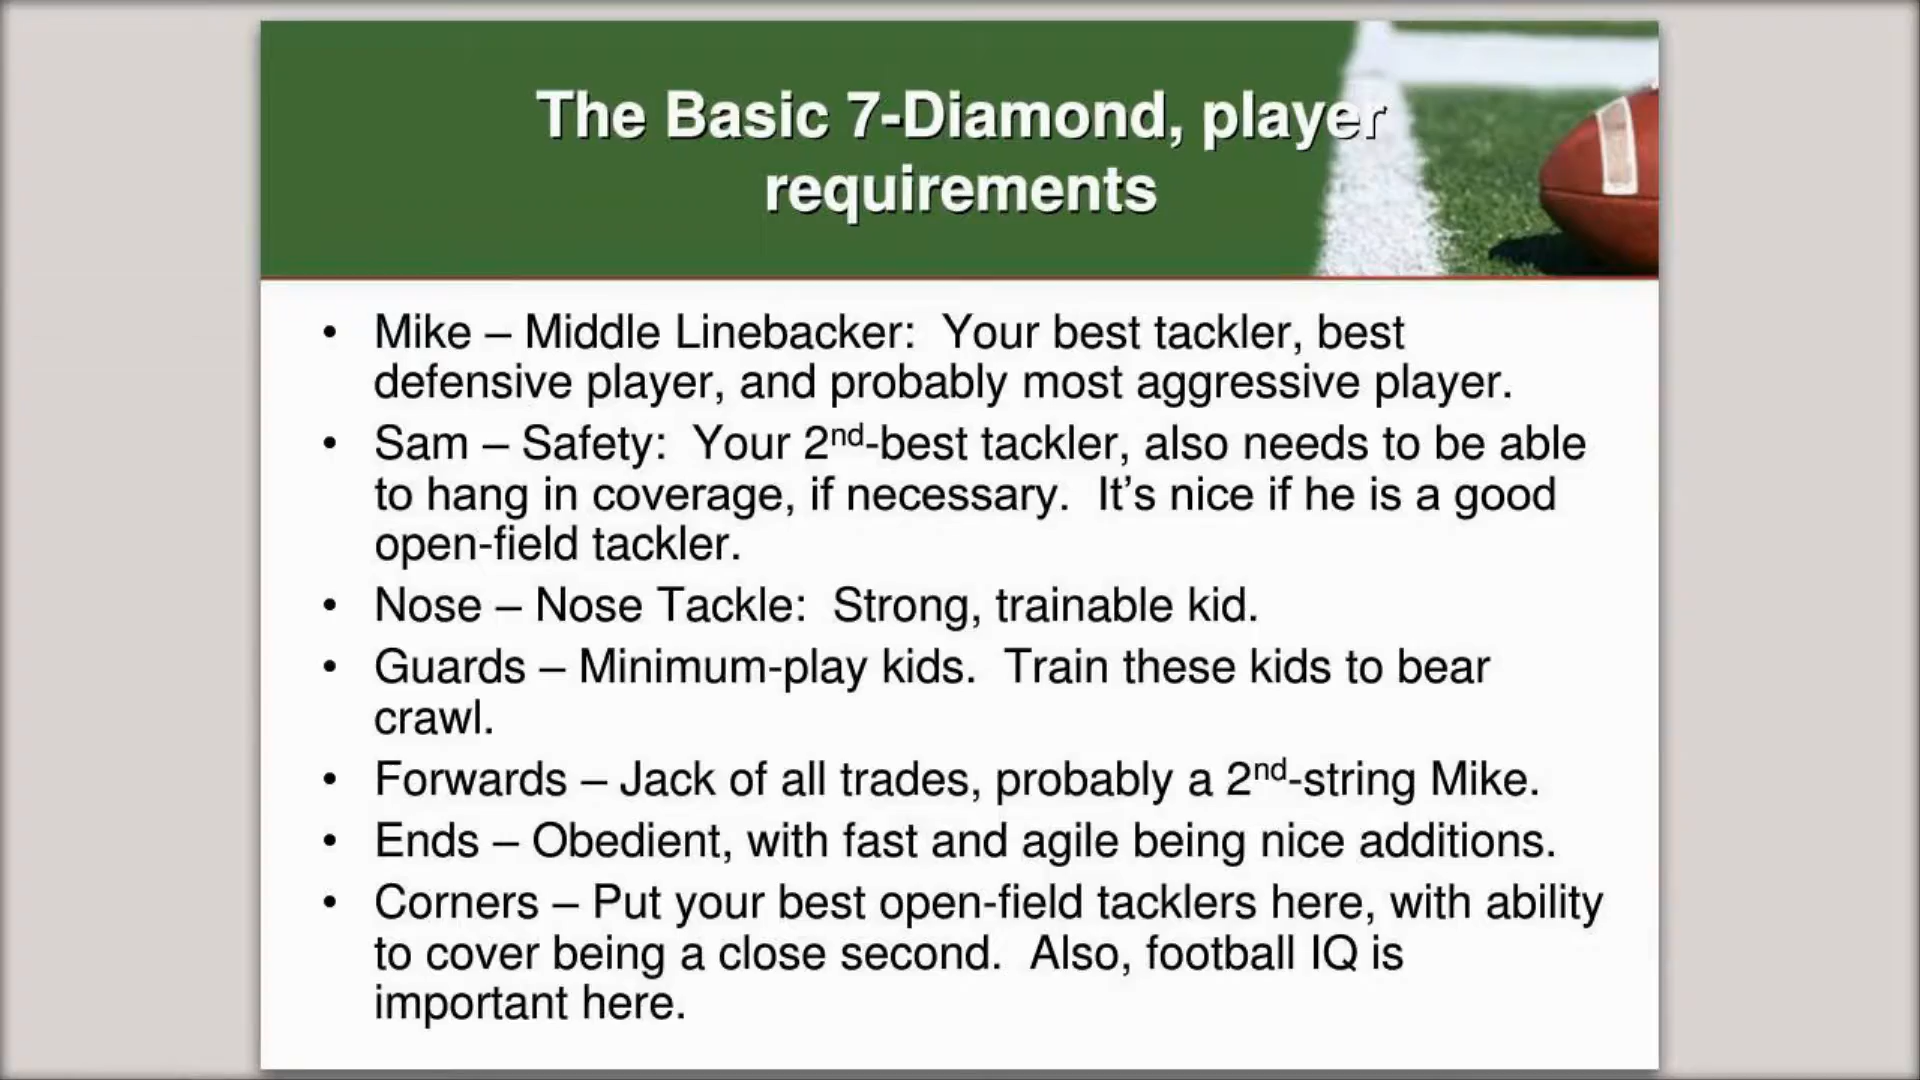 The Basic 7-Diamond, player
requirements
• Mike – Middle Linebacker:  Your best tackler, best
defensive player, and probably most aggressive player.
• Sam – Safety:  Your 2nd-best tackler, also needs to be able
to hang in coverage, if necessary.  It’s nice if he is a good
open-field tackler.
• Nose – Nose Tackle:  Strong, trainable kid.
• Guards – Minimum-play kids.  Train these kids to bear
crawl.
• Forwards – Jack of all trades, probably a 2nd-string Mike.
• Ends – Obedient, with fast and agile being nice additions.
• Corners – Put your best open-field tacklers here, with ability
to cover being a close second.  Also, football IQ is
important here.